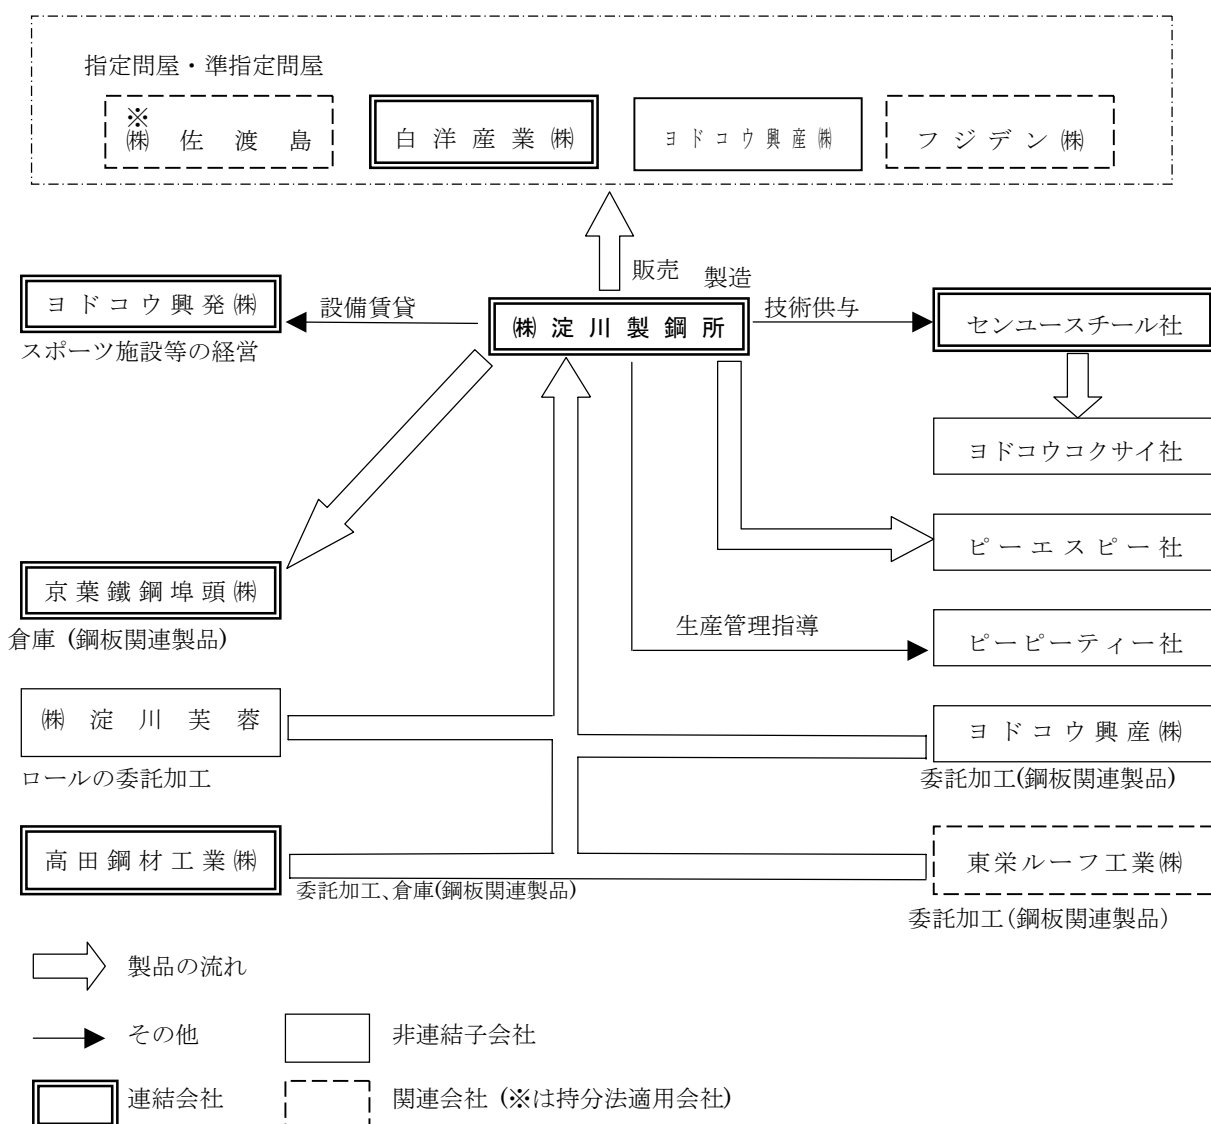 指定問屋・準指定問屋
※
㈱佐渡島
白洋産業㈱
ヨドコウ興産㈱
フジデン㈱
販売
製造
ヨドコウ興発㈱
設備賃貸
㈱淀川製鋼所
技術供与
センユースチール社
スポーツ施設等の経営
ヨドコウコクサイ社
ピーエスピー社
京葉鐵鋼埠頭㈱
倉庫 (鋼板関連製品)
生産管理指導
ピーピーティー社
㈱淀川芙蓉
ヨドコウ興産㈱
ロールの委託加工
委託加工(鋼板関連製品)
高田鋼材工業㈱
東栄ルーフ工業㈱
委託加工、倉庫(鋼板関連製品)
委託加工(鋼板関連製品)
製品の流れ
その他
非連結子会社
連結会社
関連会社 (※は持分法適用会社)